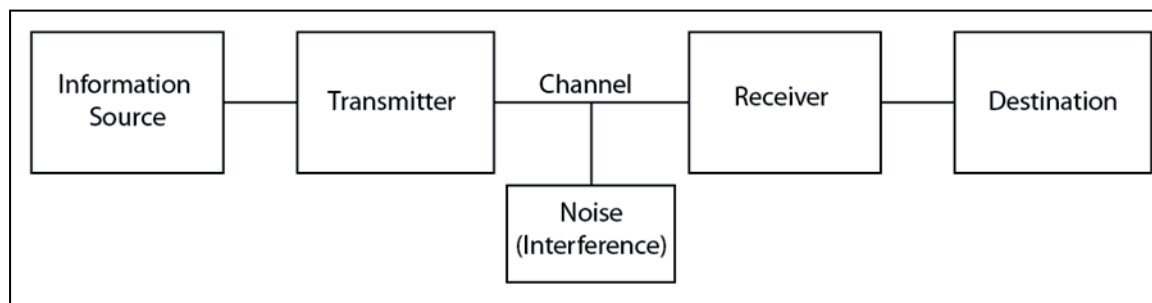 Information
Source
Transmitter
Channel
Receiver
Destination
Noise
(Interference)